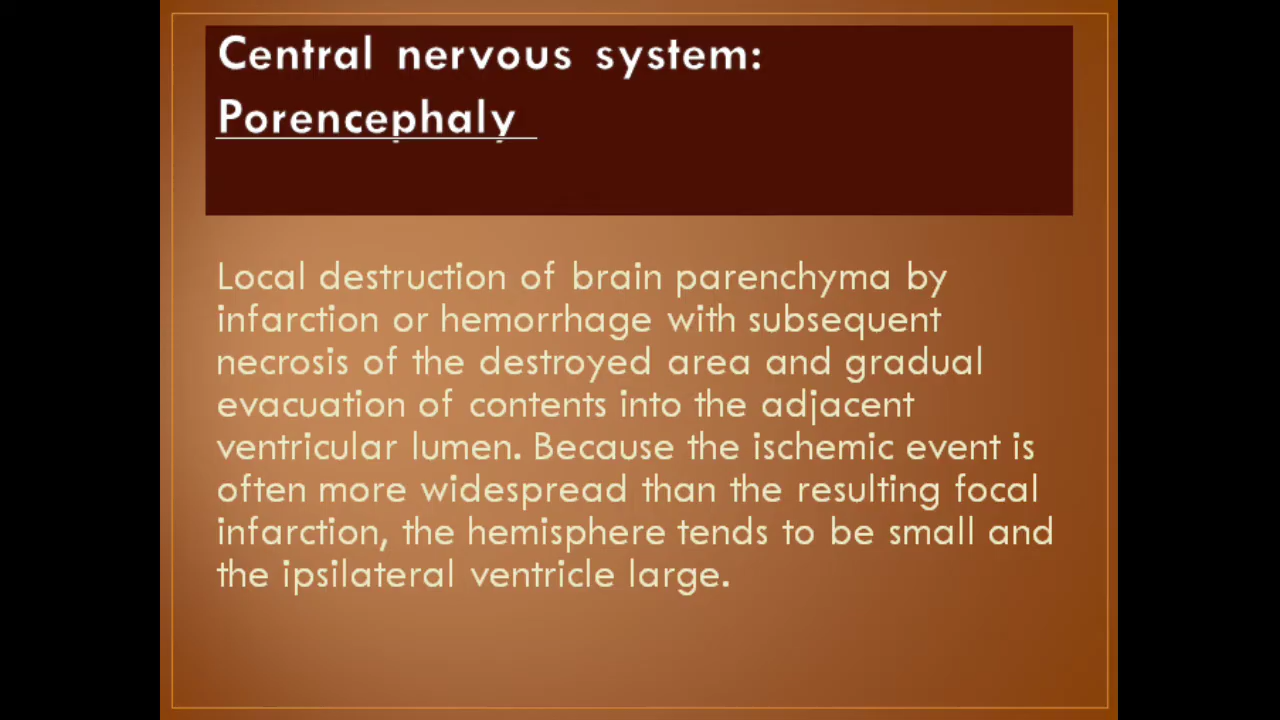 Central nervous system:
Porencephaly
Local destruction of brain parenchyma by
infarction or hemorrhage with subsequent
necrosis of the destroyed area and gradual
evacuation of contents into the adjacent
ventricular lumen. Because the ischemic event is
often more widespread than the resulting focal
infarction, the hemisphere tends to be small and
the ipsilateral ventricle large.